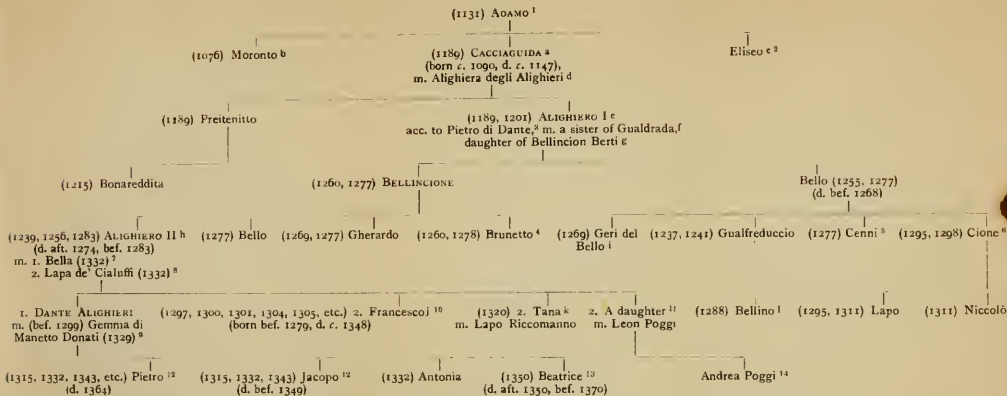 (1131) ADAMO 1
(1076) Moronto b
(1189) CACCIAGUIDA a
(born c. 1090, d. c. 1147),
m. Alighiera degli Alighieri d
Eliseo c 2
(1189) Preitenitto
(1189, 1201) ALIGHIERO I e
acc. to Pietro di Dante,3 m. a sister of Gualdrada,f
daughter of Bellincion Berti g
(1215) Bonareddita
(1260, 1277) BELLINCIONE
Bello (1255, 1277)
(d. bef. 1268)
(1239, 1256, 1283) ALIGHIERO II h
(d. aft. 1274, bef. 1283)
m. 1. Bella (1332) 7
2. Lapa de' Cialuffi (1332) 8
(1277) Bello
(1269, 1277) Gherardo
(1260, 1278) Brunetto 4
(1269) Geri del
Bello i
(1237, 1241) Gualfreduccio
(1277) Cenni 5
(1295, 1298) Cione 6
1. DANTE ALIGHIERI
m. (bef. 1299) Gemma di
Manetto Donati (1329) 9
(1297, 1300, 1301, 1304, 1305, etc.) 2. Francesco j 10
(born bef. 1279, d. c. 1348)
(1320) 2. Tana k
m. Lapo Riccomanno
2. A daughter 11
m. Leon Poggi
(1288) Bellino l
(1295, 1311) Lapo
(1311) Niccolò
(1315, 1332, 1343, etc.) Pietro 12
(d. 1364)
(1315, 1332, 1343) Jacopo 12
(d. bef. 1349)
(1332) Antonia
(1350) Beatrice 13
(d. aft. 1350, bef. 1370)
Andrea Poggi 14